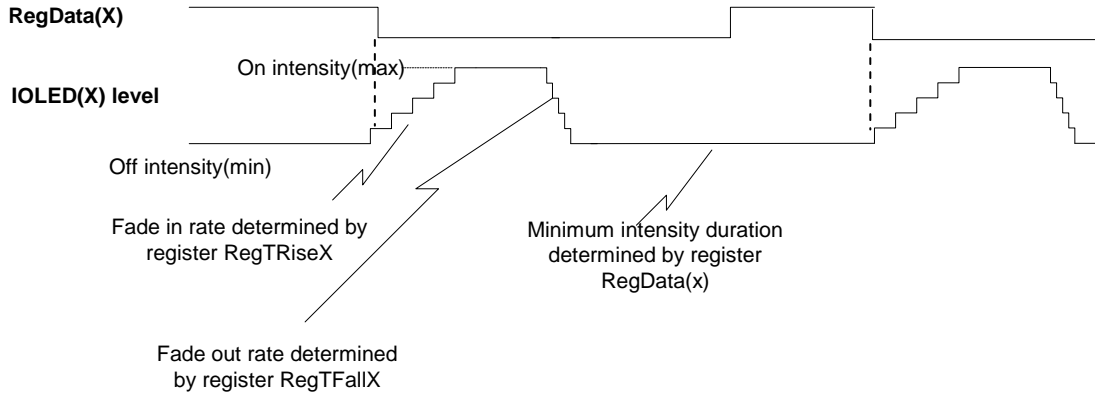 RegData(X)
On intensity(max)
IOLED(X) level
Off intensity(min)
Fade in rate determined by
register RegTRiseX
Minimum intensity duration
determined by register
RegData(x)
Fade out rate determined
by register RegTFallX